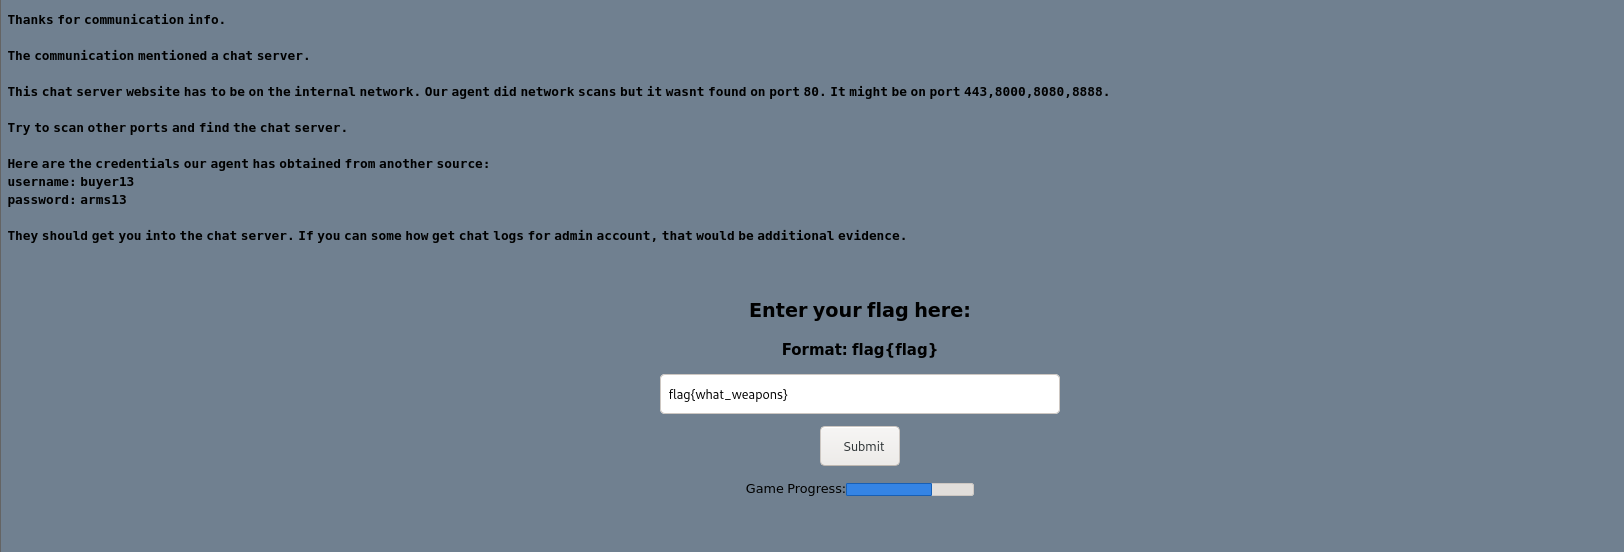 Thanks for communication info.
The communication mentioned a chat server.
This chat server website has to be on the internal network. Our agent did network scans but it wasnt found on port 80. It might be on port 443,8000,8080,8888.
Try to scan other ports and find the chat server.
Here are the credentials our agent has obtained from another source:
username: buyer13
password: arms13
They should get you into the chat server. If you can some how get chat logs for admin account, that would be additional evidence.
Enter your flag here:
Format: flag{flag}
flag{what_weapons}
Submit
Game Progress: